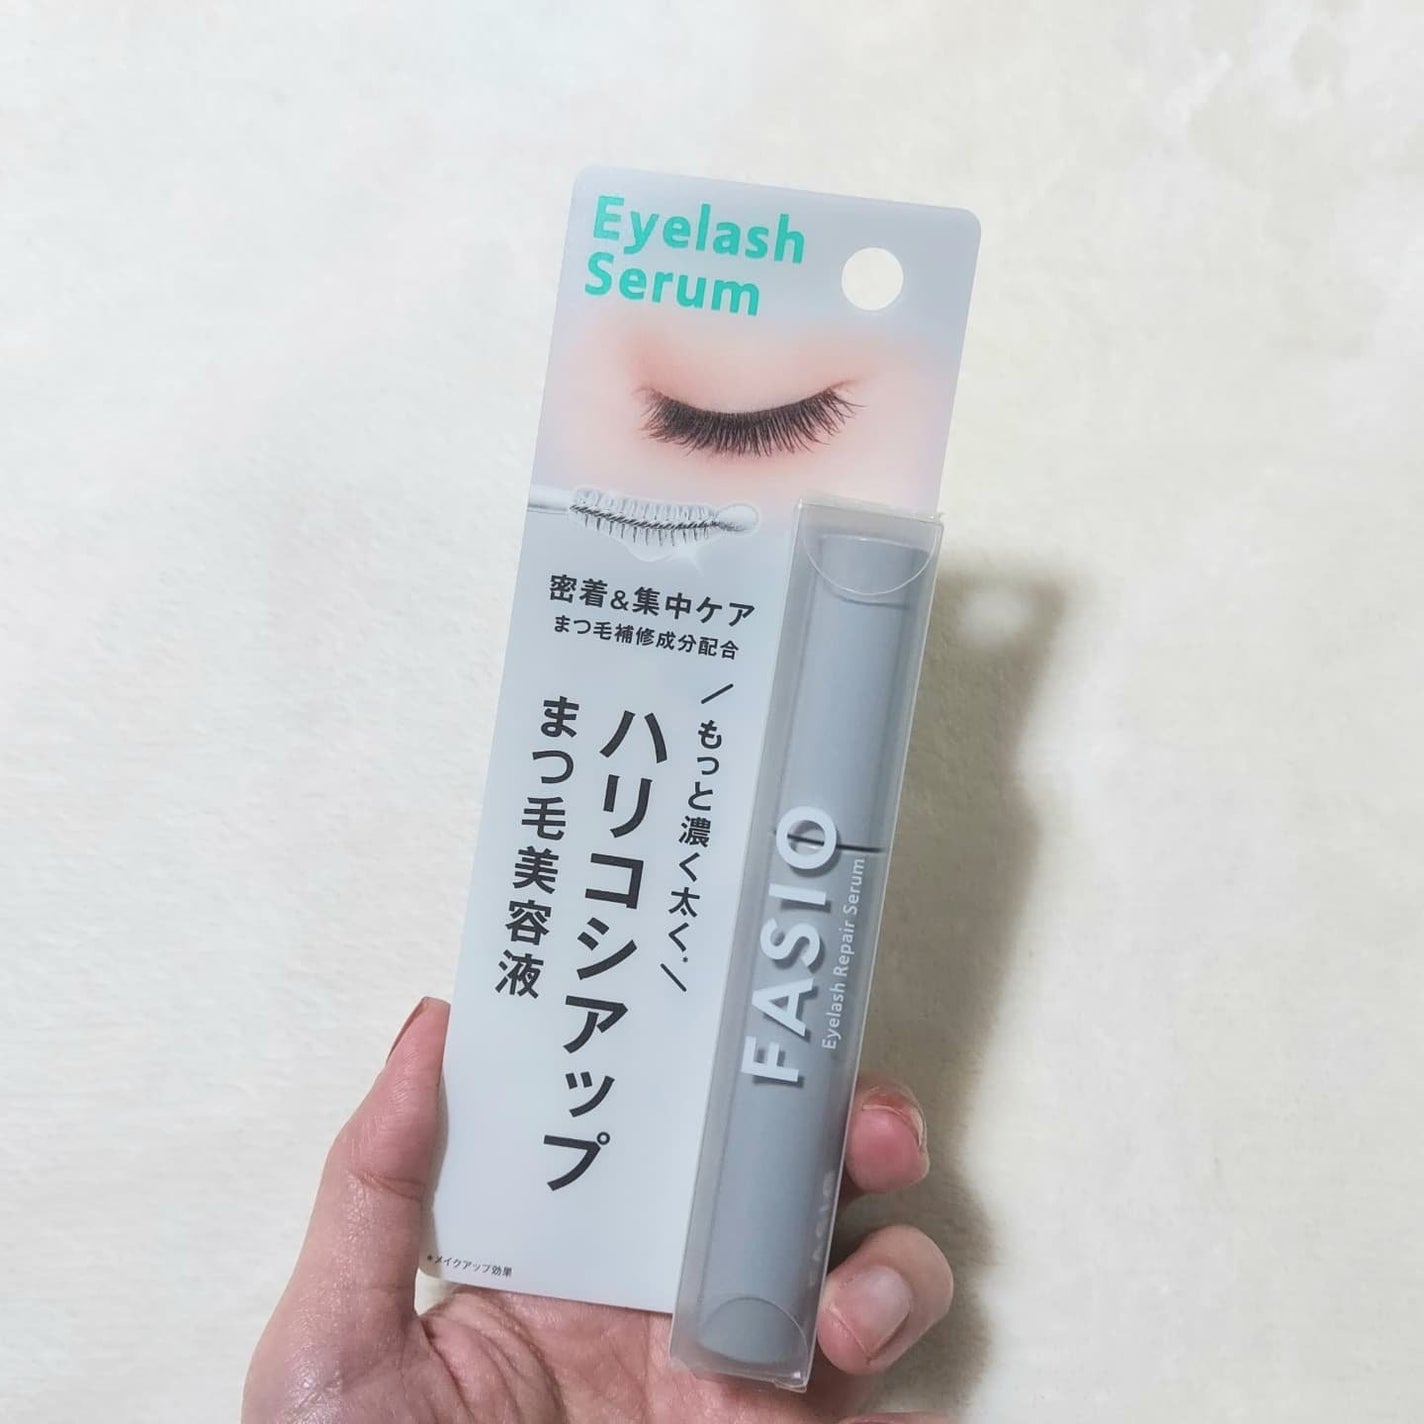 Eyelash
Serum
密着&集中ケア
まつ毛補修成分配合
もっと濃く太く*
ハリコシアップ
まつ毛美容液
FASIO
Eyelash Repair Serum
*メイクアップ効果